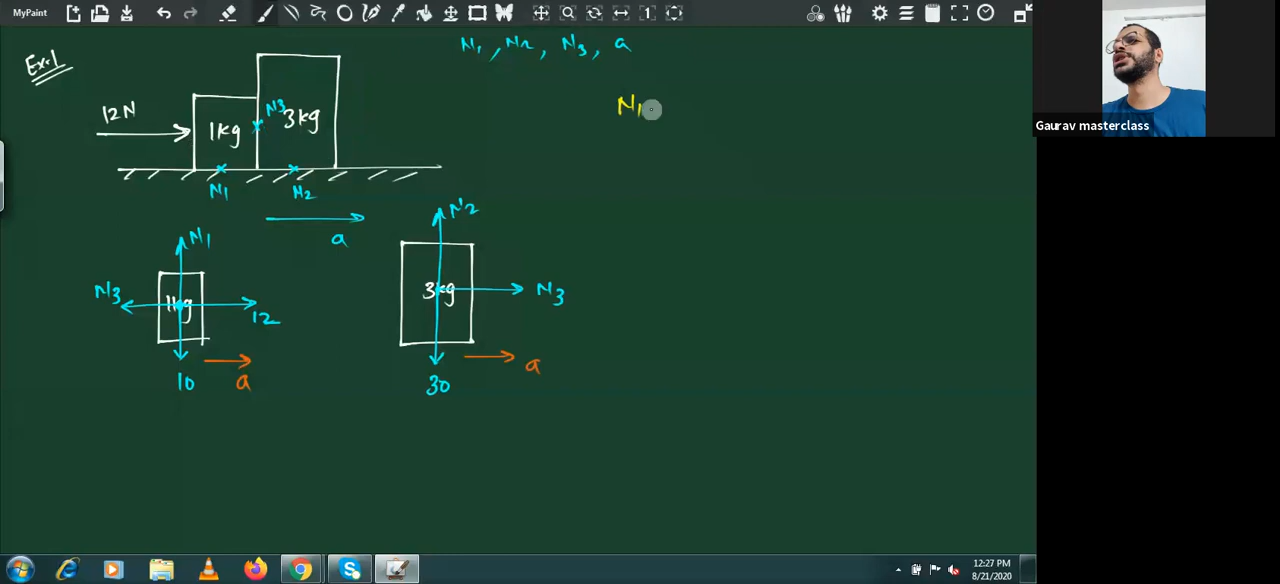 MyPaint
1
Ex-1
N1, N2, N3, a
12N
1kg
N3
3kg
N1
N1
N2
a
N1
N3
1kg
12
10
a
N2
3kg
N3
30
a
Gaurav masterclass
12:27 PM
8/21/2020